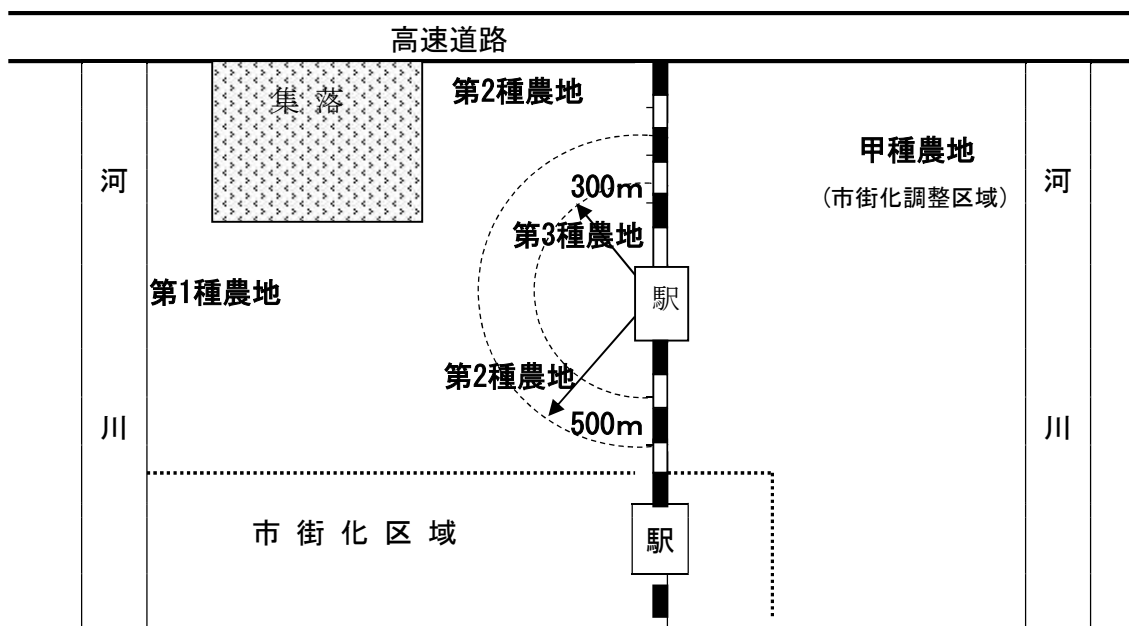 高速道路
集 落
第2種農地
甲種農地
(市街化調整区域)
河
300m
河
第3種農地
第1種農地
駅
第2種農地
川
500m
川
市 街 化 区 域
駅